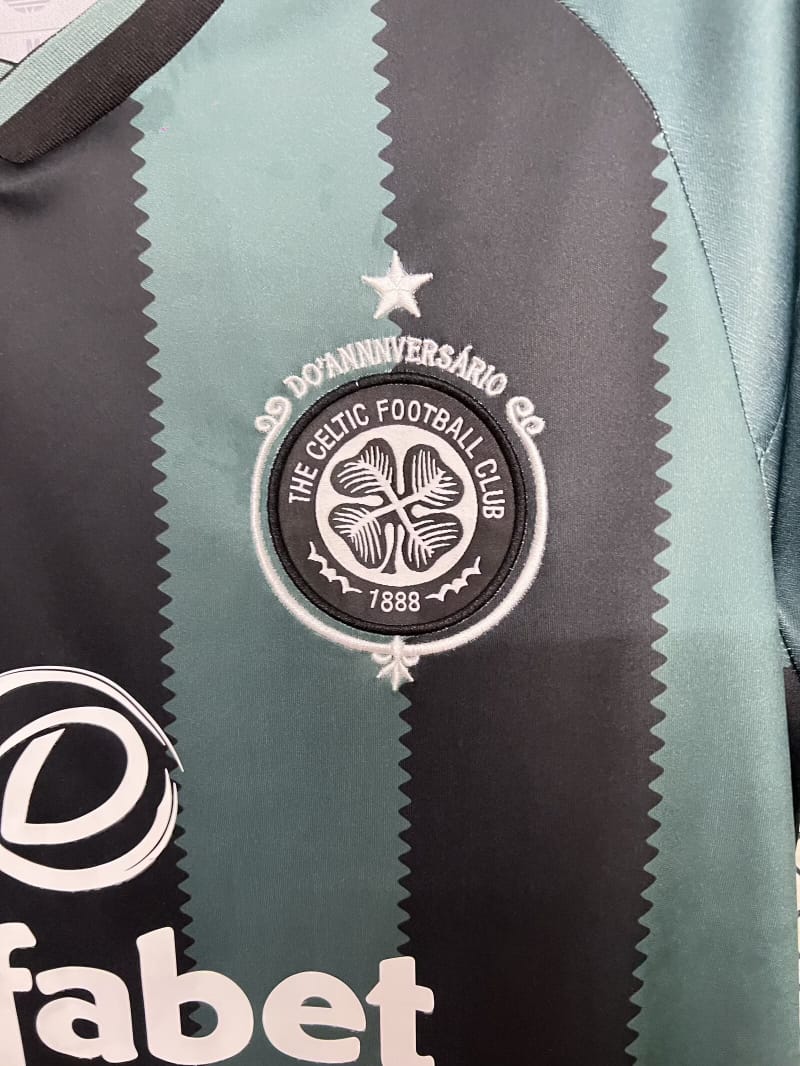 DO'ANNNVERSÁRIO
THE CELTIC FOOTBALL CLUB
1888
fabet